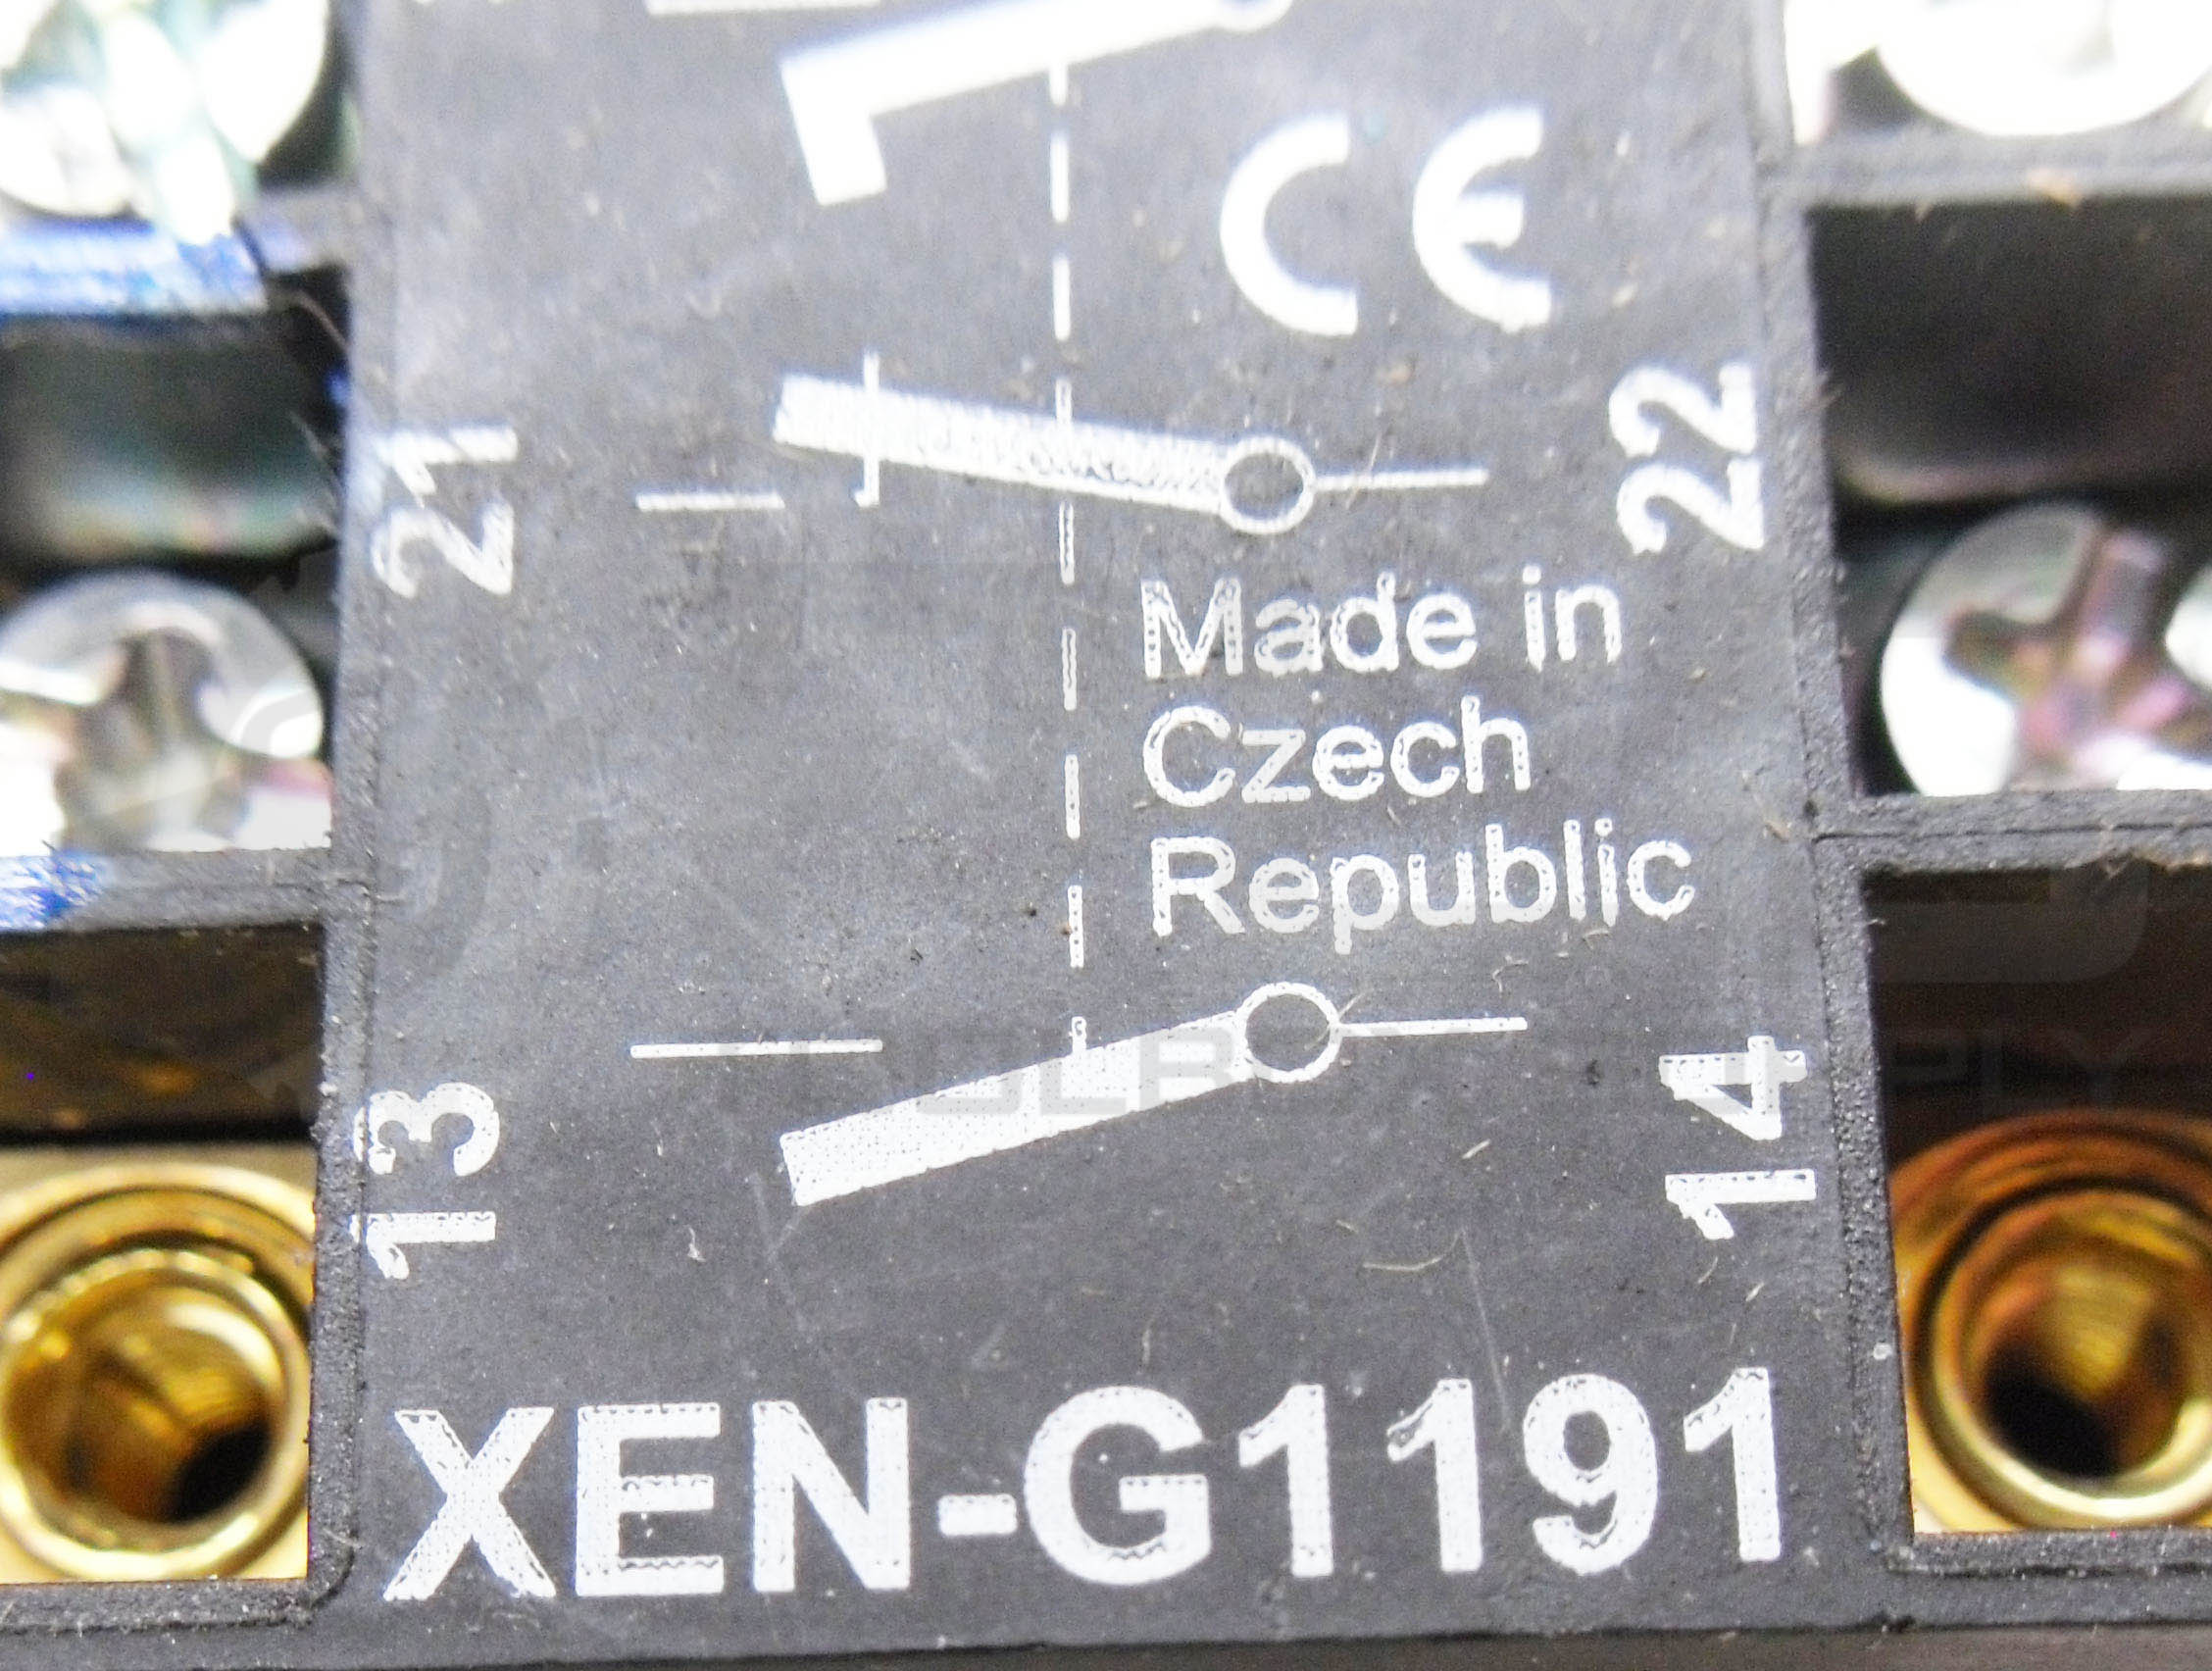 CE
21
22
Made in
Czech
Republic
13
14
XEN-G1191